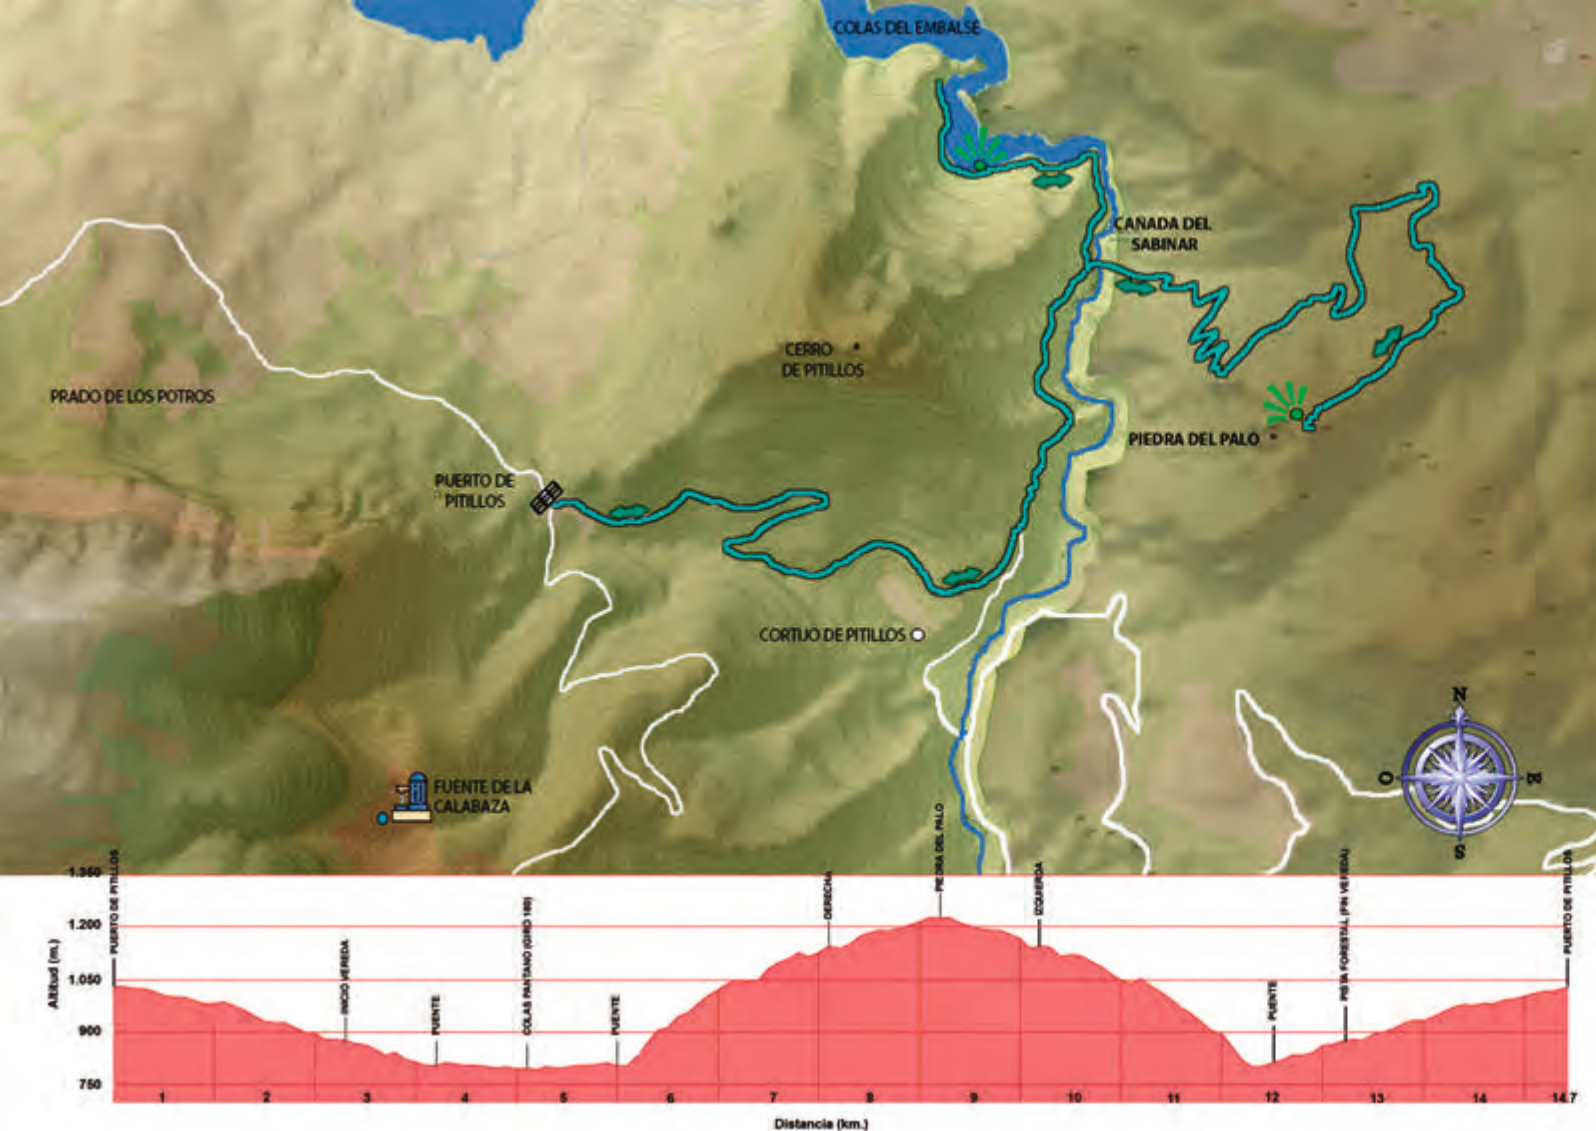 COLAS DEL EMBALSE
CAÑADA DEL
SABINAR
CERRO
DE PITILLOS
PRADO DE LOS POTROS
PIEDRA DEL PALO
PUERTO DE
PITILLOS
CORTIJO DE PITILLOS
FUENTE DE LA
CALABAZA
N
O
E
S
Altitud (m.)
1.350
1.200
1.050
900
750
PUERTO DE PITILLOS
INICIO VEREDA
PUENTE
COLAS PANTANO (GIRO 180)
PUENTE
DERECHA
PIEDRA DEL PALO
IZQUIERDA
PUENTE
PISTA FORESTAL (FIN VEREDA)
PUERTO DE PITILLOS
1 2 3 4 5 6 7 8 9 10 11 12 13 14 14.7
Distancia (km.)